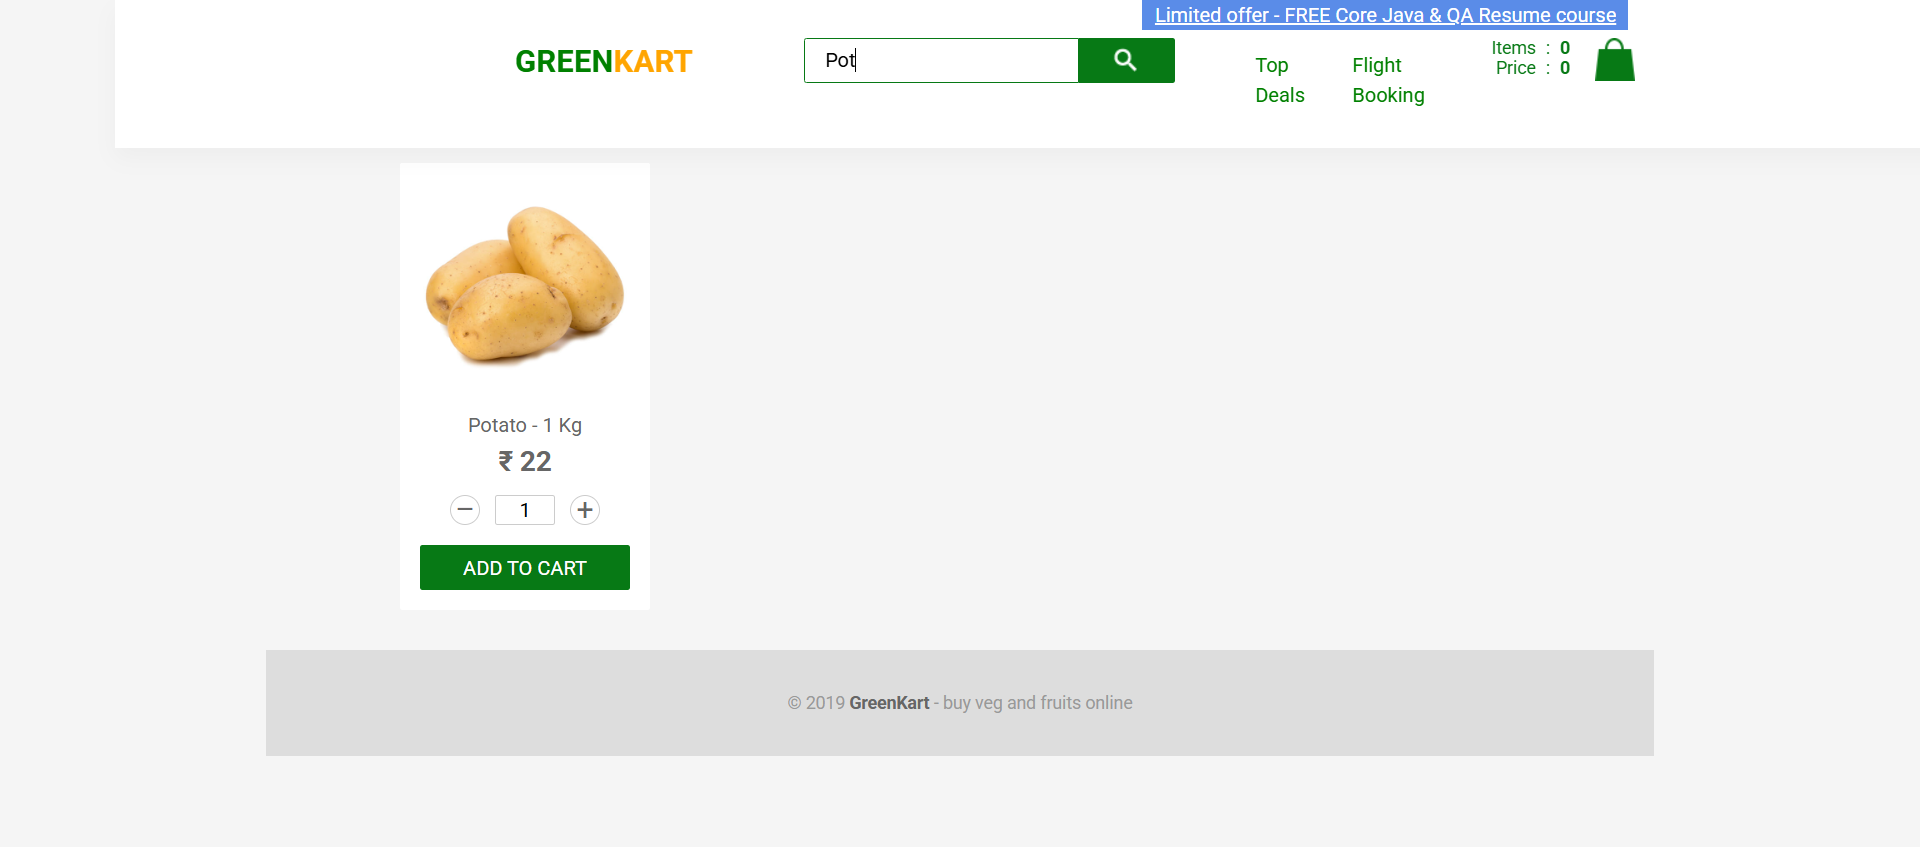 Limited offer - FREE Core Java & QA Resume course
GREENKART
Pot
Top
Deals
Flight
Booking
Items : 0
Price : 0
Potato - 1 Kg
₹ 22
− 1 +
ADD TO CART
© 2019 GreenKart - buy veg and fruits online